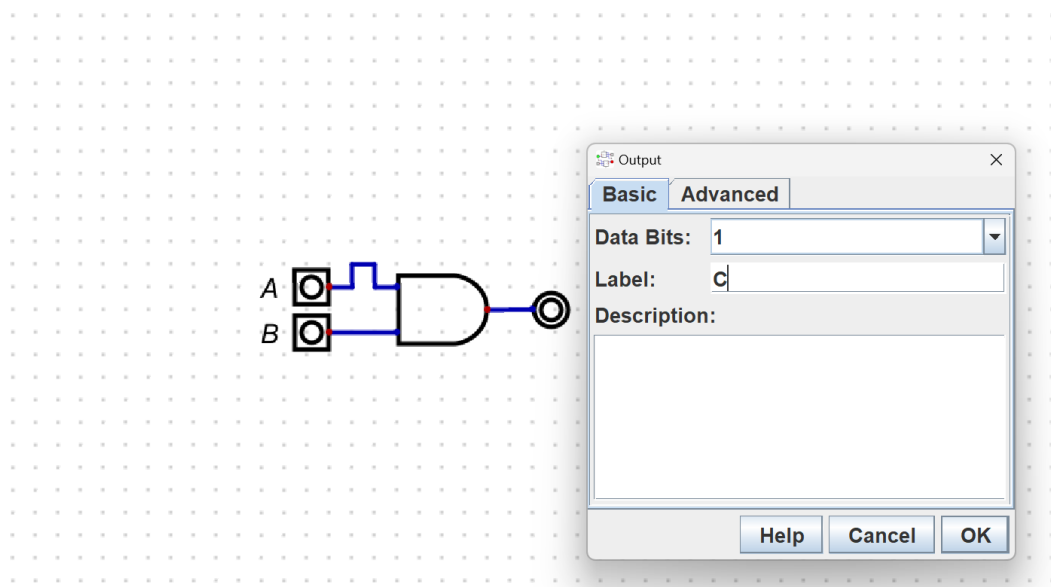 Output
Basic Advanced
Data Bits: 1
Label: C
Description:
A
B
Help Cancel OK